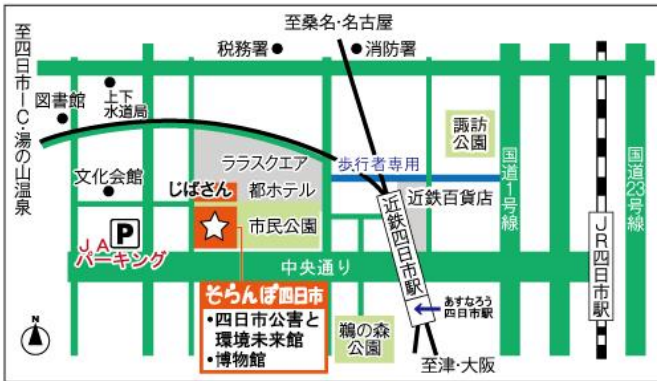 至桑名・名古屋
税務署
消防署
至四日市IC・湯の山温泉
図書館
上下
水道局
諏訪
公園
ララスクエア
歩行者専用
国道1号線
国道23号線
文化会館
じばさん
都ホテル
近鉄百貨店
市民公園
近鉄四日市駅
JR四日市駅
P
JA
パーキング
中央通り
そらんぽ四日市
・四日市公害と
環境未来館
・博物館
あすなろう
四日市駅
鵜の森
公園
至津・大阪
N